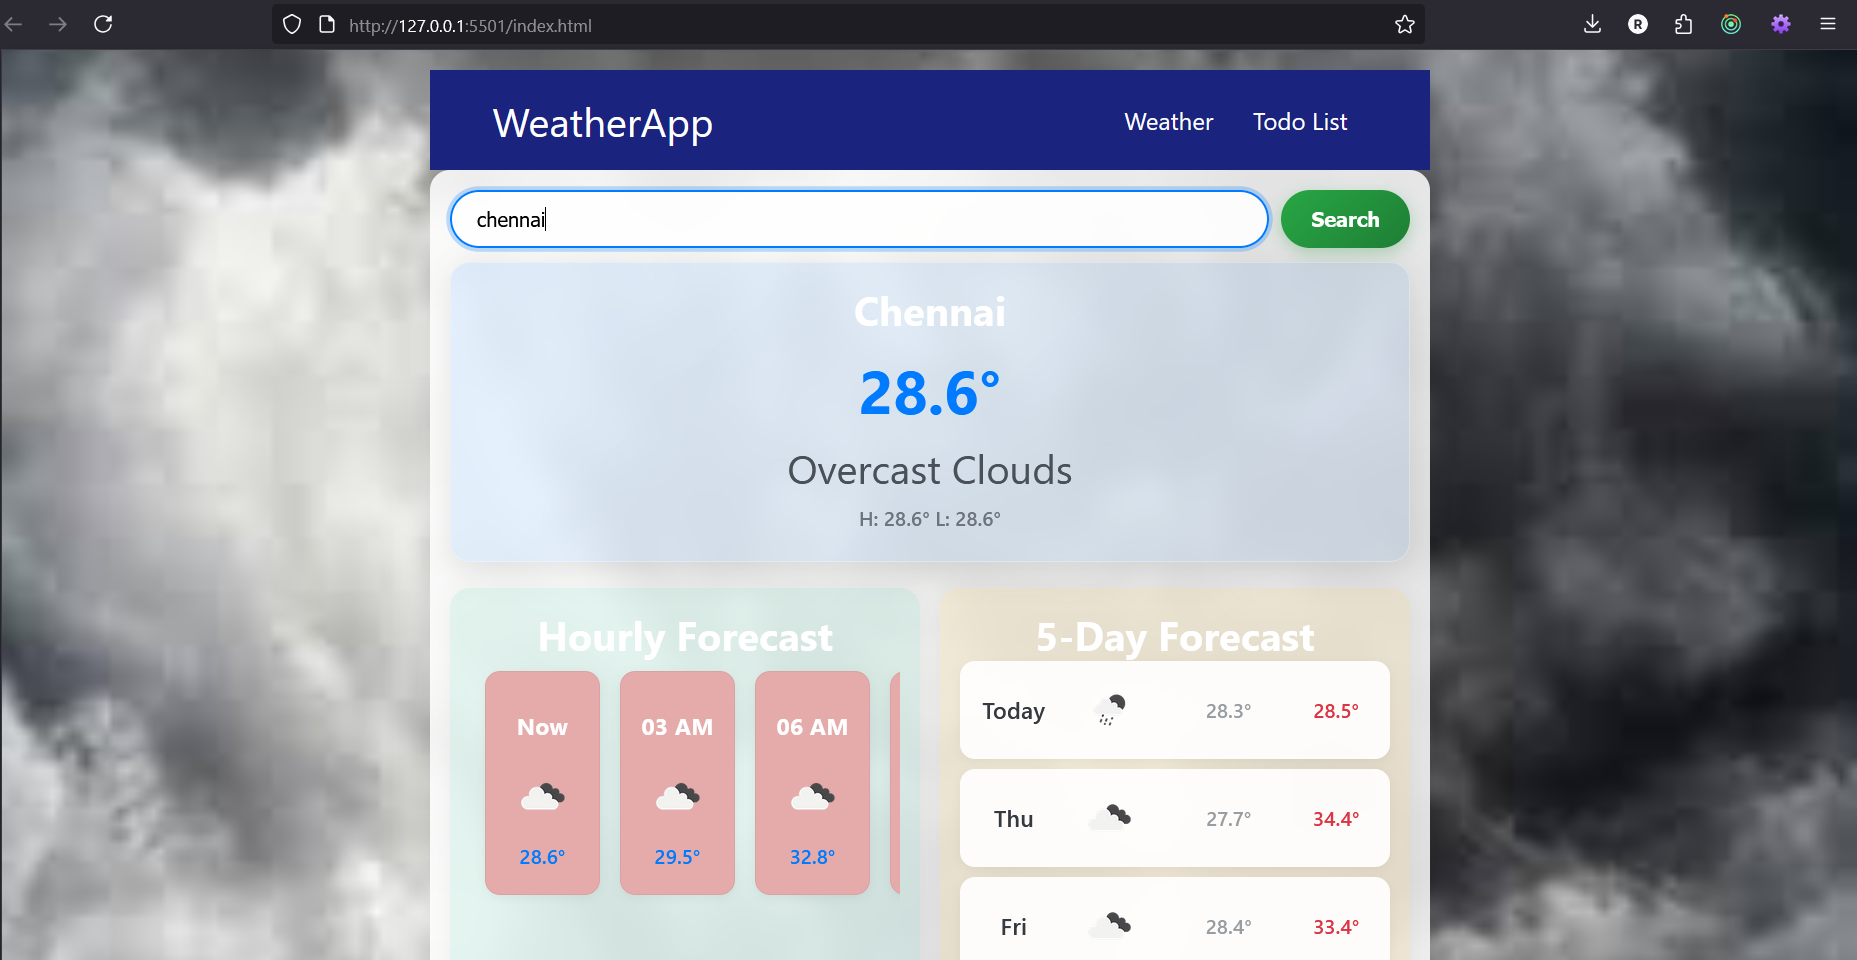 http://127.0.0.1:5501/index.html
R
WeatherApp
Weather Todo List
chennai
Search
Chennai
28.6°
Overcast Clouds
H: 28.6° L: 28.6°
Hourly Forecast
Now 03 AM 06 AM
28.6° 29.5° 32.8°
5-Day Forecast
Today 28.3° 28.5°
Thu 27.7° 34.4°
Fri 28.4° 33.4°